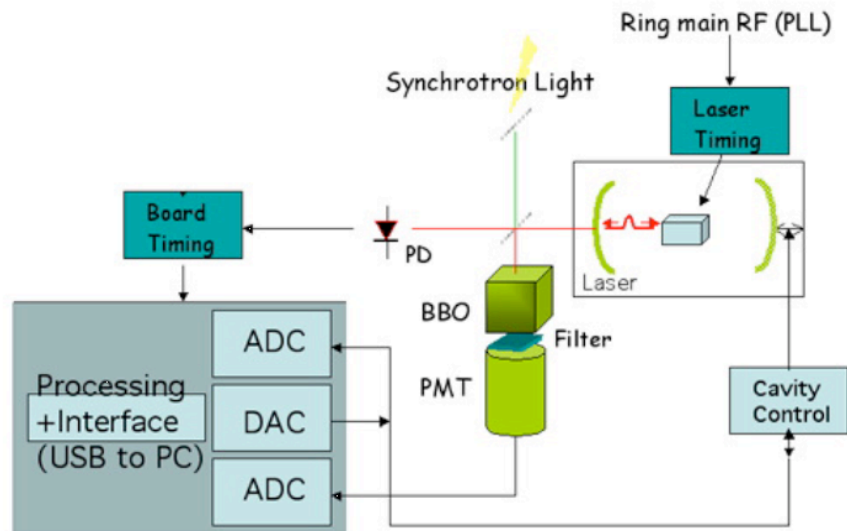 Ring main RF (PLL)
Synchrotron Light
Laser
Timing
Board
Timing
PD
Laser
BBO
Filter
PMT
ADC
Processing
+Interface
(USB to PC)
DAC
ADC
Cavity
Control